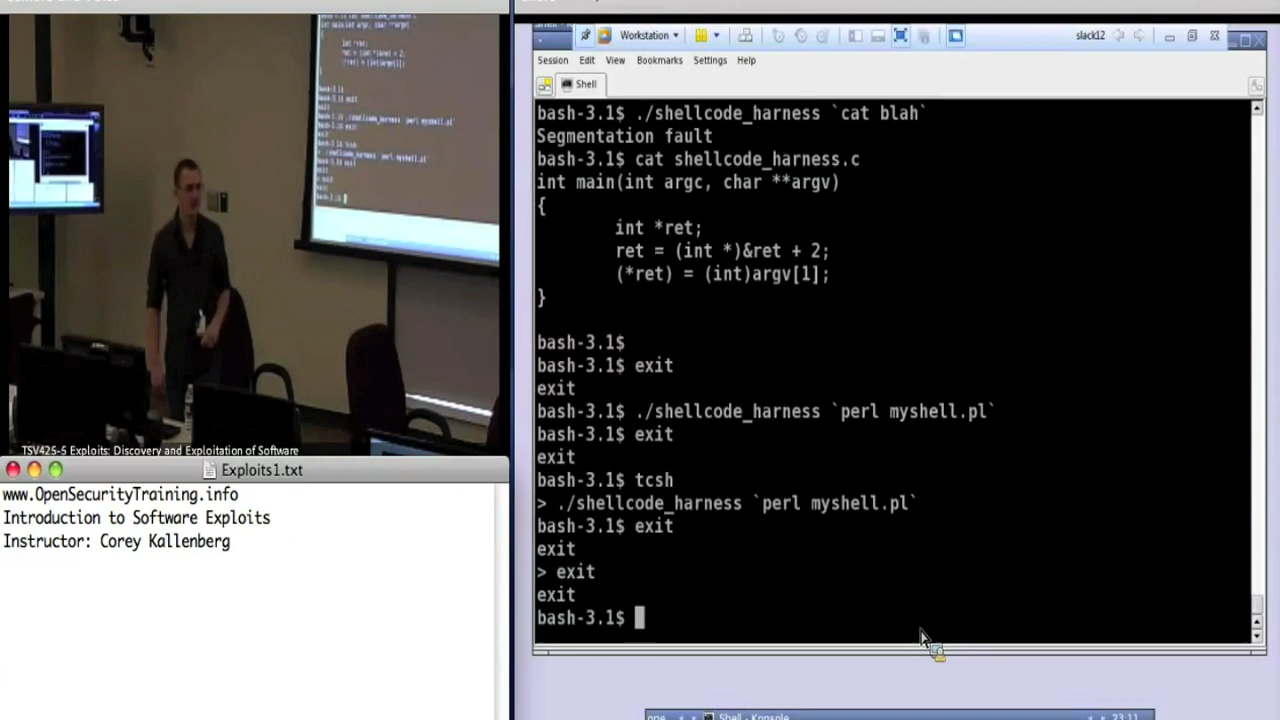 Workstation
slack12
Session Edit View Bookmarks Settings Help
Shell
bash-3.1$ ./shellcode_harness `cat blah`
Segmentation fault
bash-3.1$ cat shellcode_harness.c
int main(int argc, char **argv)
{
int *ret;
ret = (int *)&ret + 2;
(*ret) = (int)argv[1];
}
bash-3.1$
bash-3.1$ exit
exit
bash-3.1$ ./shellcode_harness `perl myshell.pl`
bash-3.1$ exit
exit
bash-3.1$ tcsh
> ./shellcode_harness `perl myshell.pl`
bash-3.1$ exit
exit
> exit
exit
bash-3.1$
Shell - Konsole
23:11
TSV425-5 Exploits: Discovery and Exploitation of Software
Exploits1.txt
www.OpenSecurityTraining.info
Introduction to Software Exploits
Instructor: Corey Kallenberg